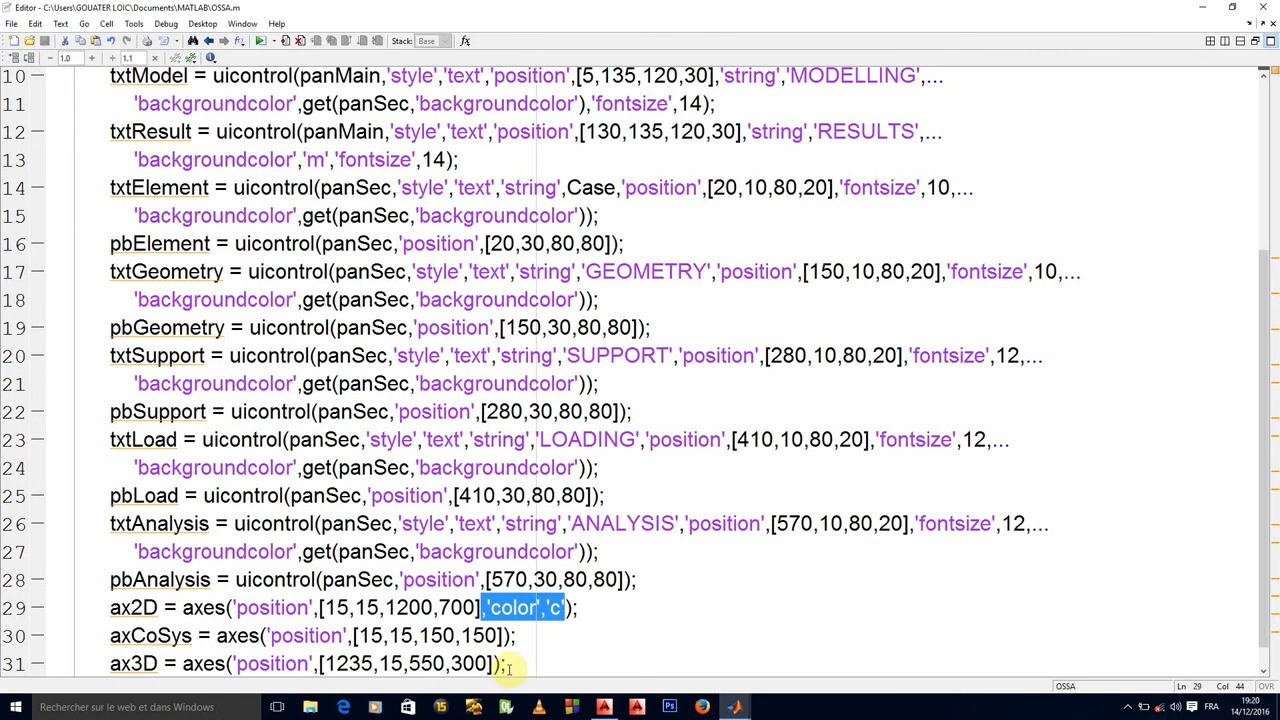 Editor - C:\Users\GOUATER LOIC\Documents\MATLAB\OSSA.m
File Edit Text Go Cell Tools Debug Desktop Window Help
Stack: Base fx
1.0 1.1
10 txtModel = uicontrol(panMain,'style','text','position',[5,135,120,30],'string','MODELLING',...
11 'backgroundcolor',get(panSec,'backgroundcolor'),'fontsize',14);
12 txtResult = uicontrol(panMain,'style','text','position',[130,135,120,30],'string','RESULTS',...
13 'backgroundcolor','m','fontsize',14);
14 txtElement = uicontrol(panSec,'style','text','string',Case,'position',[20,10,80,20],'fontsize',10,...
15 'backgroundcolor',get(panSec,'backgroundcolor'));
16 pbElement = uicontrol(panSec,'position',[20,30,80,80]);
17 txtGeometry = uicontrol(panSec,'style','text','string','GEOMETRY','position',[150,10,80,20],'fontsize',10,...
18 'backgroundcolor',get(panSec,'backgroundcolor'));
19 pbGeometry = uicontrol(panSec,'position',[150,30,80,80]);
20 txtSupport = uicontrol(panSec,'style','text','string','SUPPORT','position',[280,10,80,20],'fontsize',12,...
21 'backgroundcolor',get(panSec,'backgroundcolor'));
22 pbSupport = uicontrol(panSec,'position',[280,30,80,80]);
23 txtLoad = uicontrol(panSec,'style','text','string','LOADING','position',[410,10,80,20],'fontsize',12,...
24 'backgroundcolor',get(panSec,'backgroundcolor'));
25 pbLoad = uicontrol(panSec,'position',[410,30,80,80]);
26 txtAnalysis = uicontrol(panSec,'style','text','string','ANALYSIS','position',[570,10,80,20],'fontsize',12,...
27 'backgroundcolor',get(panSec,'backgroundcolor'));
28 pbAnalysis = uicontrol(panSec,'position',[570,30,80,80]);
29 ax2D = axes('position',[15,15,1200,700],'color','c');
30 axCoSys = axes('position',[15,15,150,150]);
31 ax3D = axes('position',[1235,15,550,300]);
OSSA Ln 29 Col 44 OVR
Rechercher sur le web et dans Windows
FRA
19:20
14/12/2016